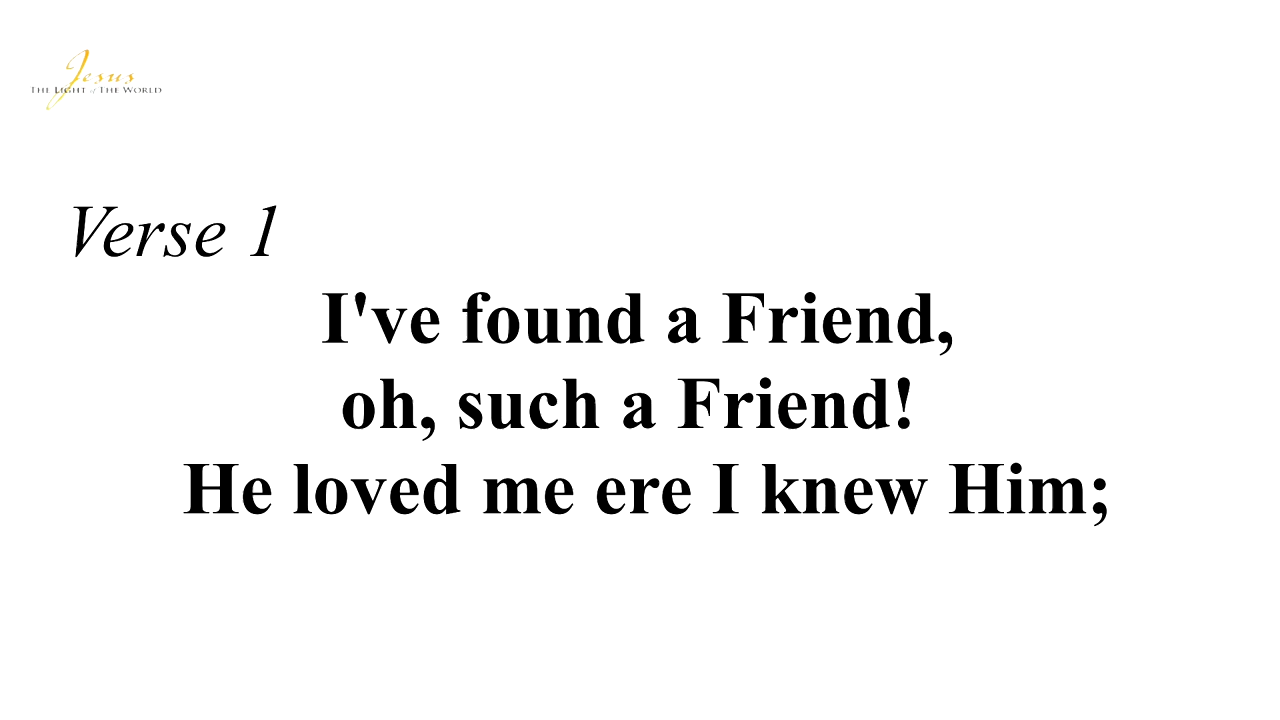 Jesus
THE LIGHT of THE WORLD
Verse 1
I've found a Friend,
oh, such a Friend!
He loved me ere I knew Him;